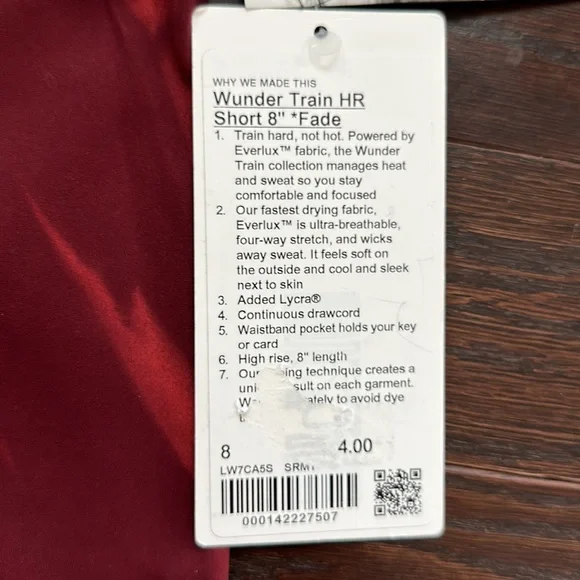 WHY WE MADE THIS
Wunder Train HR
Short 8" *Fade
1. Train hard, not hot. Powered by
Everlux™ fabric, the Wunder
Train collection manages heat
and sweat so you stay
comfortable and focused
2. Our fastest drying fabric,
Everlux™ is ultra-breathable,
four-way stretch, and wicks
away sweat. It feels soft on
the outside and cool and sleek
next to skin
3. Added Lycra®
4. Continuous drawcord
5. Waistband pocket holds your key
or card
6. High rise, 8" length
7. technique creates a
on each garment.
to avoid dye
8 4.00
LW7CA5S
000142227507